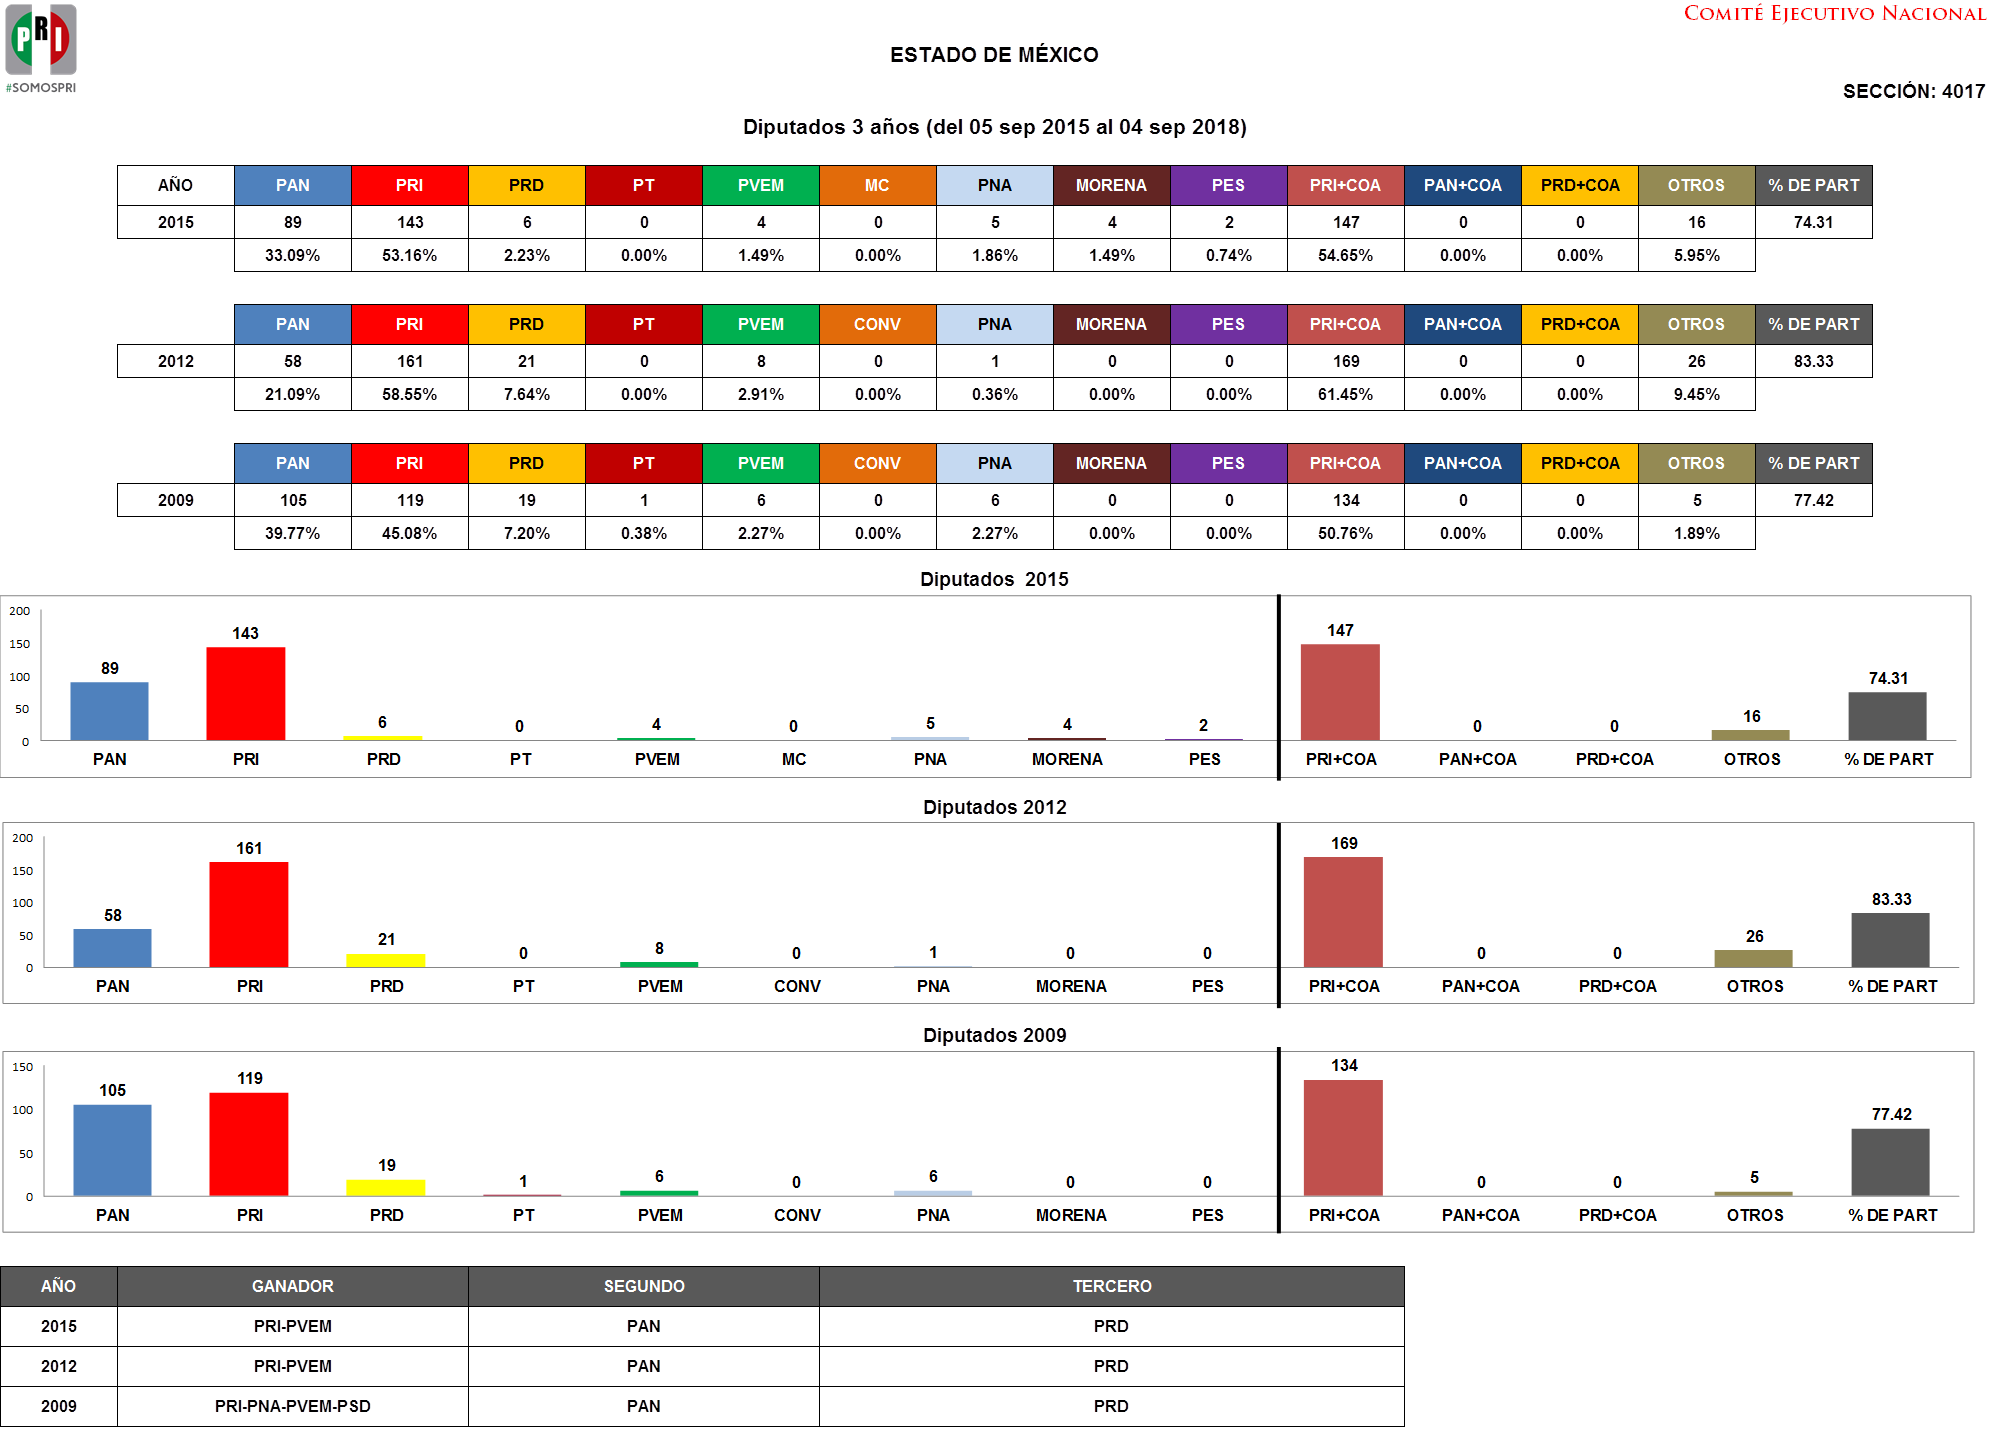 PRI
#SOMOSPRI
COMITÉ EJECUTIVO NACIONAL
ESTADO DE MÉXICO
SECCIÓN: 4017
Diputados 3 años (del 05 sep 2015 al 04 sep 2018)
AÑO PAN PRI PRD PT PVEM MC PNA MORENA PES PRI+COA PAN+COA PRD+COA OTROS % DE PART
2015 89 143 6 0 4 0 5 4 2 147 0 0 16 74.31
33.09% 53.16% 2.23% 0.00% 1.49% 0.00% 1.86% 1.49% 0.74% 54.65% 0.00% 0.00% 5.95%
PAN PRI PRD PT PVEM CONV PNA MORENA PES PRI+COA PAN+COA PRD+COA OTROS % DE PART
2012 58 161 21 0 8 0 1 0 0 169 0 0 26 83.33
21.09% 58.55% 7.64% 0.00% 2.91% 0.00% 0.36% 0.00% 0.00% 61.45% 0.00% 0.00% 9.45%
PAN PRI PRD PT PVEM CONV PNA MORENA PES PRI+COA PAN+COA PRD+COA OTROS % DE PART
2009 105 119 19 1 6 0 6 0 0 134 0 0 5 77.42
39.77% 45.08% 7.20% 0.38% 2.27% 0.00% 2.27% 0.00% 0.00% 50.76% 0.00% 0.00% 1.89%
Diputados 2015
200
150
100
50
0
89 143 6 0 4 0 5 4 2 147 0 0 16 74.31
PAN PRI PRD PT PVEM MC PNA MORENA PES PRI+COA PAN+COA PRD+COA OTROS % DE PART
Diputados 2012
200
150
100
50
0
58 161 21 0 8 0 1 0 0 169 0 0 26 83.33
PAN PRI PRD PT PVEM CONV PNA MORENA PES PRI+COA PAN+COA PRD+COA OTROS % DE PART
Diputados 2009
150
100
50
0
105 119 19 1 6 0 6 0 0 134 0 0 5 77.42
PAN PRI PRD PT PVEM CONV PNA MORENA PES PRI+COA PAN+COA PRD+COA OTROS % DE PART
AÑO GANADOR SEGUNDO TERCERO
2015 PRI-PVEM PAN PRD
2012 PRI-PVEM PAN PRD
2009 PRI-PNA-PVEM-PSD PAN PRD